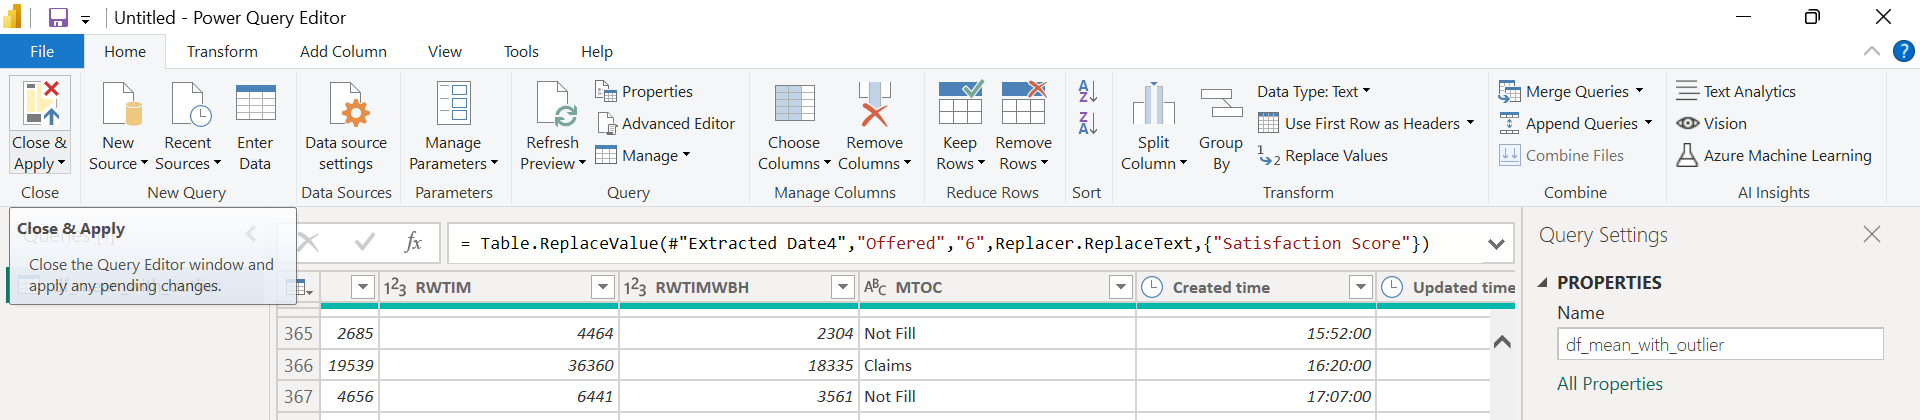 Untitled - Power Query Editor
File Home Transform Add Column View Tools Help
Close & Apply
New Source
Recent Sources
Enter Data
Data source settings
Manage Parameters
Refresh Preview
Properties
Advanced Editor
Manage
Choose Columns
Remove Columns
Keep Rows
Remove Rows
Split Column
Group By
Data Type: Text
Use First Row as Headers
Replace Values
Merge Queries
Append Queries
Combine Files
Text Analytics
Vision
Azure Machine Learning
Close New Query Data Sources Parameters Query Manage Columns Reduce Rows Sort Transform Combine AI Insights
Close & Apply
Close the Query Editor window and
apply any pending changes.
fx = Table.ReplaceValue(#"Extracted Date4","Offered","6",Replacer.ReplaceText,{"Satisfaction Score"})
123 RWTIM 123 RWTIMWBH ABC MTOC Created time Updated time
365 2685 4464 2304 Not Fill 15:52:00
366 19539 36360 18335 Claims 16:20:00
367 4656 6441 3561 Not Fill 17:07:00
Query Settings
PROPERTIES
Name
df_mean_with_outlier
All Properties